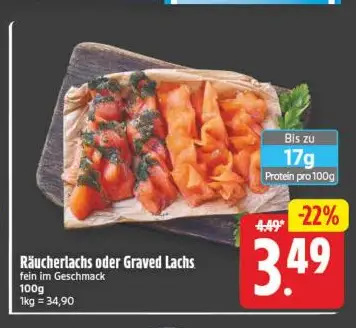 Bis zu
17g
Protein pro 100g
-22%
4.49*
3.49
Räucherlachs oder Graved Lachs
fein im Geschmack
100g
1kg = 34,90